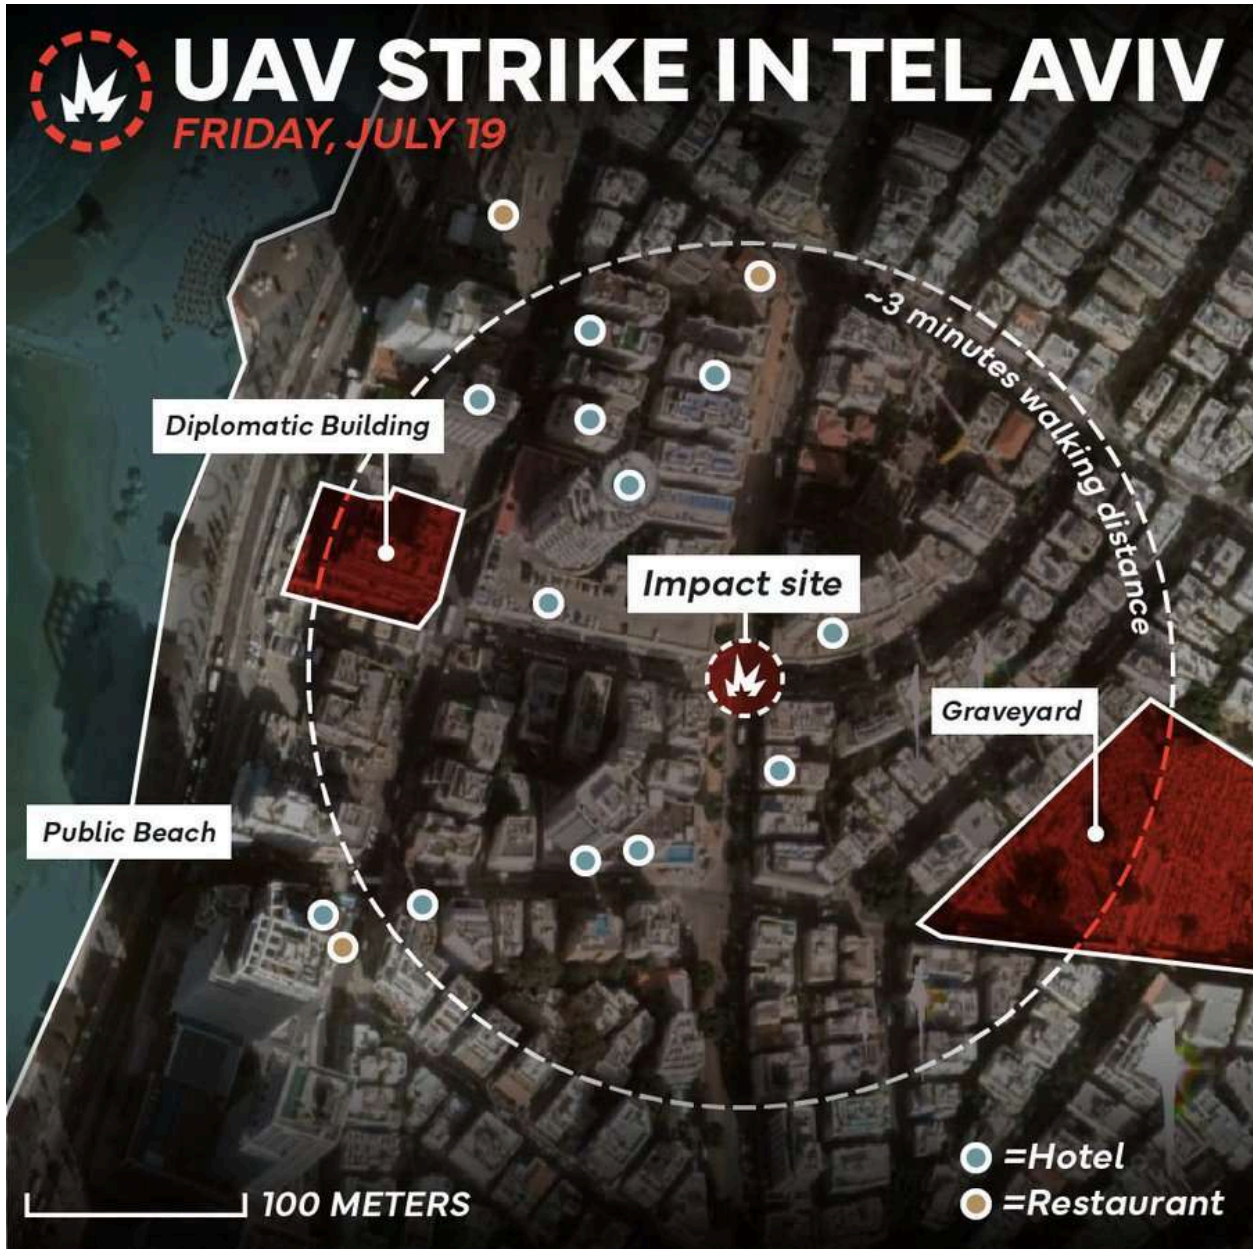 UAV STRIKE IN TEL AVIV
FRIDAY, JULY 19
~3 minutes walking distance
Diplomatic Building
Impact site
Graveyard
Public Beach
=Hotel
=Restaurant
100 METERS